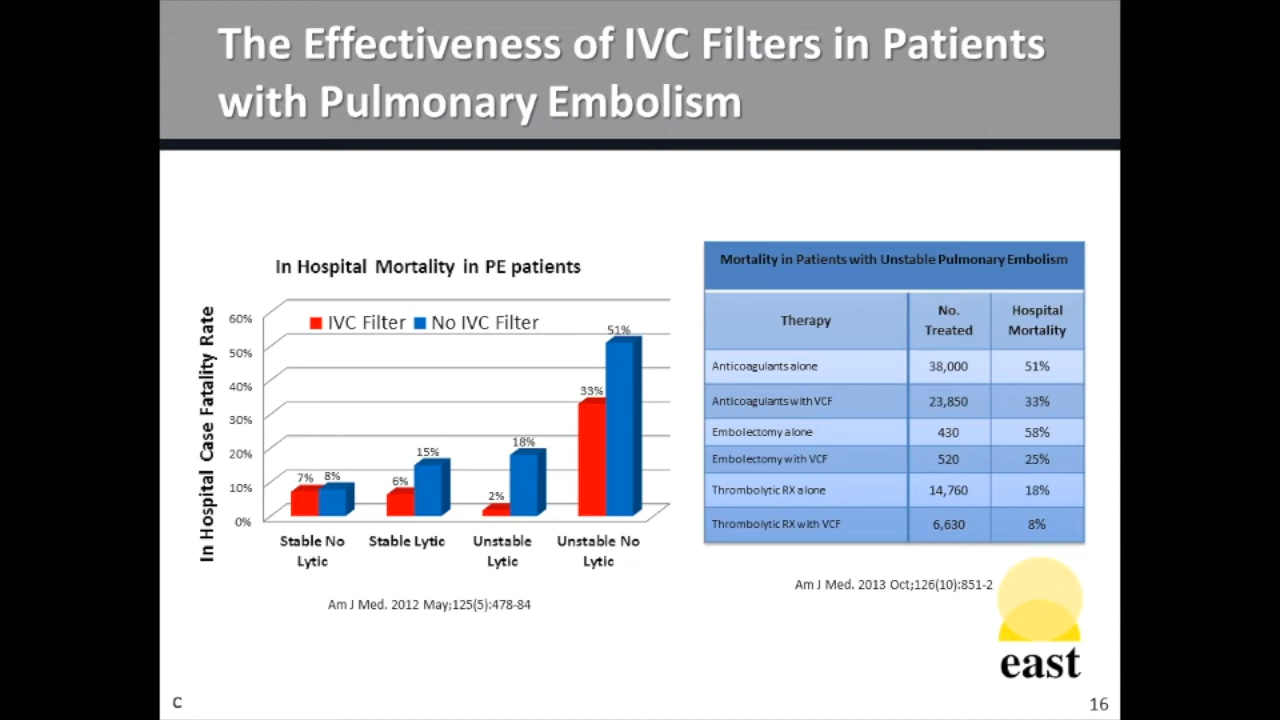 The Effectiveness of IVC Filters in Patients
with Pulmonary Embolism
In Hospital Mortality in PE patients
In Hospital Case Fatality Rate
60%
50%
40%
30%
20%
10%
0%
IVC Filter No IVC Filter
7% 8%
6% 15%
2% 18%
33% 51%
Stable No
Lytic
Stable Lytic
Unstable
Lytic
Unstable No
Lytic
Am J Med. 2012 May;125(5):478-84
Mortality in Patients with Unstable Pulmonary Embolism
Therapy
No.
Treated
Hospital
Mortality
Anticoagulants alone 38,000 51%
Anticoagulants with VCF 23,850 33%
Embolectomy alone 430 58%
Embolectomy with VCF 520 25%
Thrombolytic RX alone 14,760 18%
Thrombolytic RX with VCF 6,630 8%
Am J Med. 2013 Oct;126(10):851-2
east
C
16